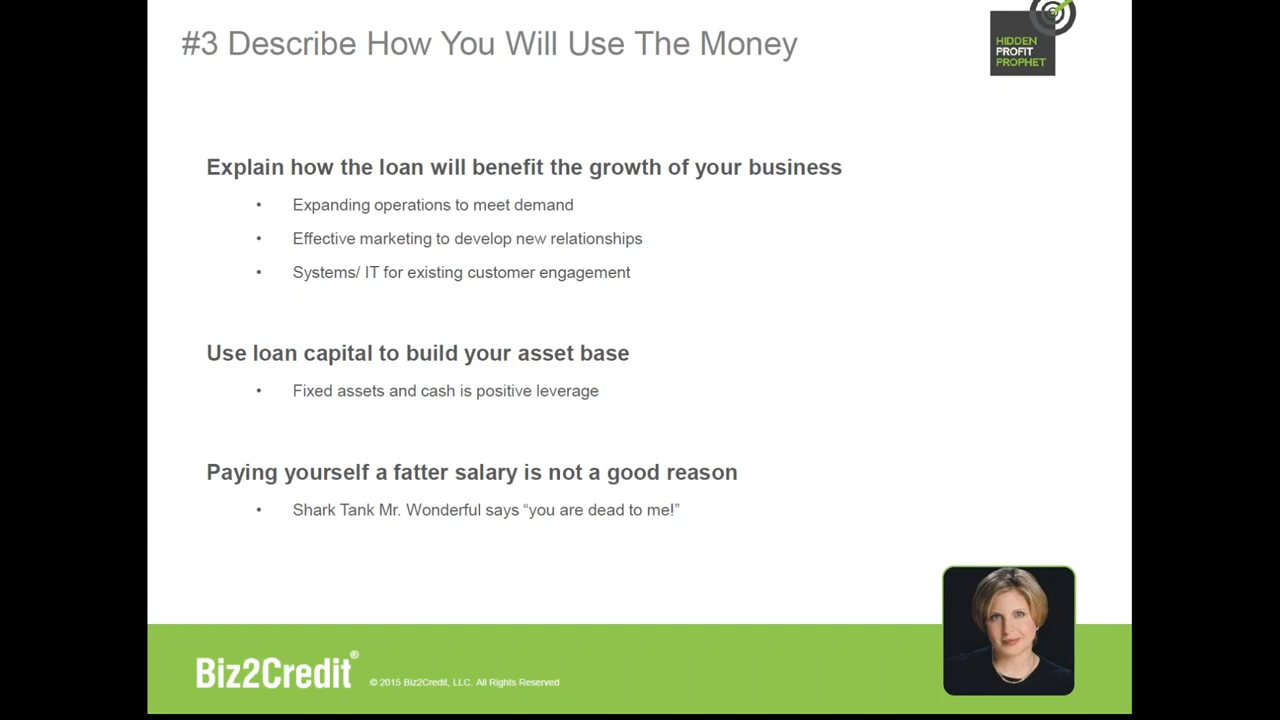 #3 Describe How You Will Use The Money
HIDDEN
PROFIT
PROPHET
Explain how the loan will benefit the growth of your business
• Expanding operations to meet demand
• Effective marketing to develop new relationships
• Systems/ IT for existing customer engagement
Use loan capital to build your asset base
• Fixed assets and cash is positive leverage
Paying yourself a fatter salary is not a good reason
• Shark Tank Mr. Wonderful says “you are dead to me!”
Biz2Credit® © 2015 Biz2Credit, LLC. All Rights Reserved